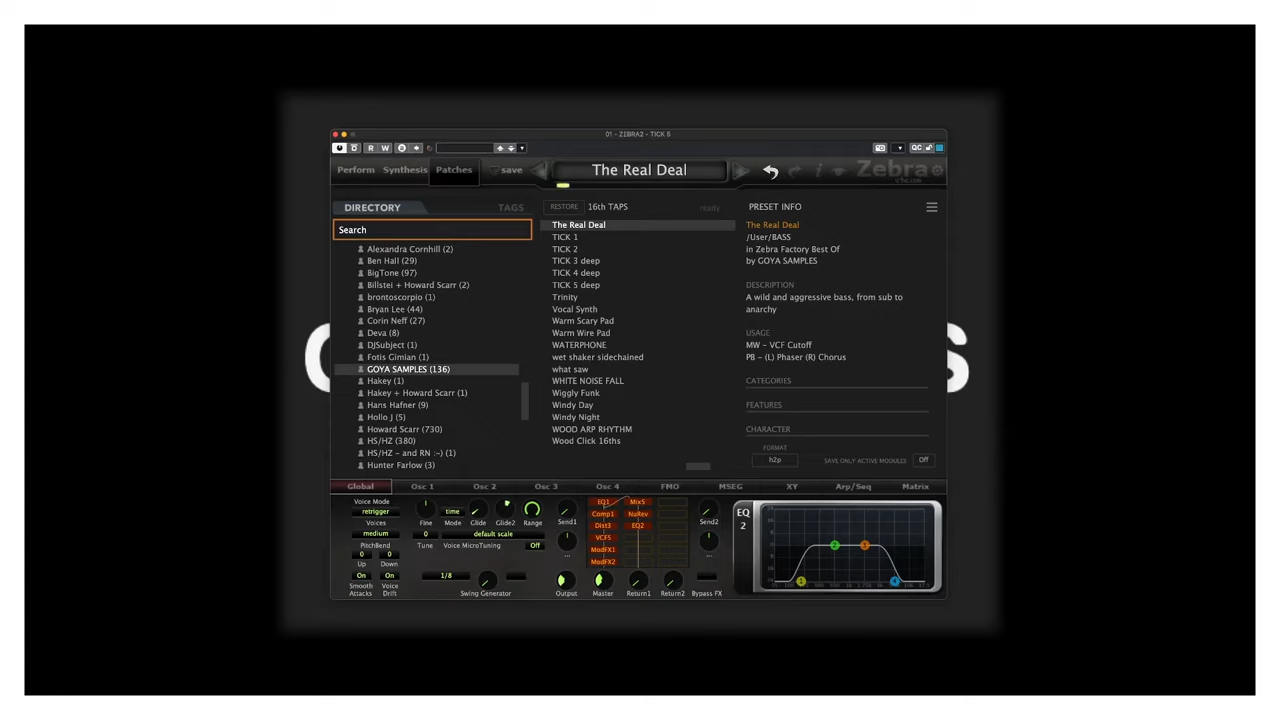 01 - ZEBRA2 - TICK 5
R W QC
Perform Synthesis Patches save The Real Deal Zebra
DIRECTORY TAGS RESTORE 16th TAPS ready PRESET INFO
Search
Alexandra Cornhill (2)
Ben Hall (29)
BigTone (97)
Billstei + Howard Scarr (2)
brontoscorpio (1)
Bryan Lee (44)
Corin Neff (27)
Deva (8)
DJSubject (1)
Fotis Gimian (1)
GOYA SAMPLES (136)
Hakey (1)
Hakey + Howard Scarr (1)
Hans Hafner (9)
Hollo J (5)
Howard Scarr (730)
HS/HZ (380)
HS/HZ - and RN :-) (1)
Hunter Farlow (3)
The Real Deal
TICK 1
TICK 2
TICK 3 deep
TICK 4 deep
TICK 5 deep
Trinity
Vocal Synth
Warm Scary Pad
Warm Wire Pad
WATERPHONE
wet shaker sidechained
what saw
WHITE NOISE FALL
Wiggly Funk
Windy Day
Windy Night
WOOD ARP RHYTHM
Wood Click 16ths
The Real Deal
/User/BASS
in Zebra Factory Best Of
by GOYA SAMPLES
DESCRIPTION
A wild and aggressive bass, from sub to
anarchy
USAGE
MW - VCF Cutoff
PB - (L) Phaser (R) Chorus
CATEGORIES
FEATURES
CHARACTER
FORMAT
h2p SAVE ONLY ACTIVE MODULES Off
Global Osc 1 Osc 2 Osc 3 Osc 4 FMO MSEG XY Arp/Seq Matrix
Voice Mode
retrigger
Voices
medium
PitchBend
0 0
Up Down
On On
Smooth Voice
Attacks Drift
time
Fine Mode Glide Glide2 Range
0 default scale
Tune Voice MicroTuning Off
1/8
Swing Generator
Send1
...
Output
EQ1 Mix5
Comp1 NuRev
Dist3 EQ2
VCF5
ModFX1
ModFX2
Master Return1 Return2 Bypass FX
Send2
...
EQ
2
2 1